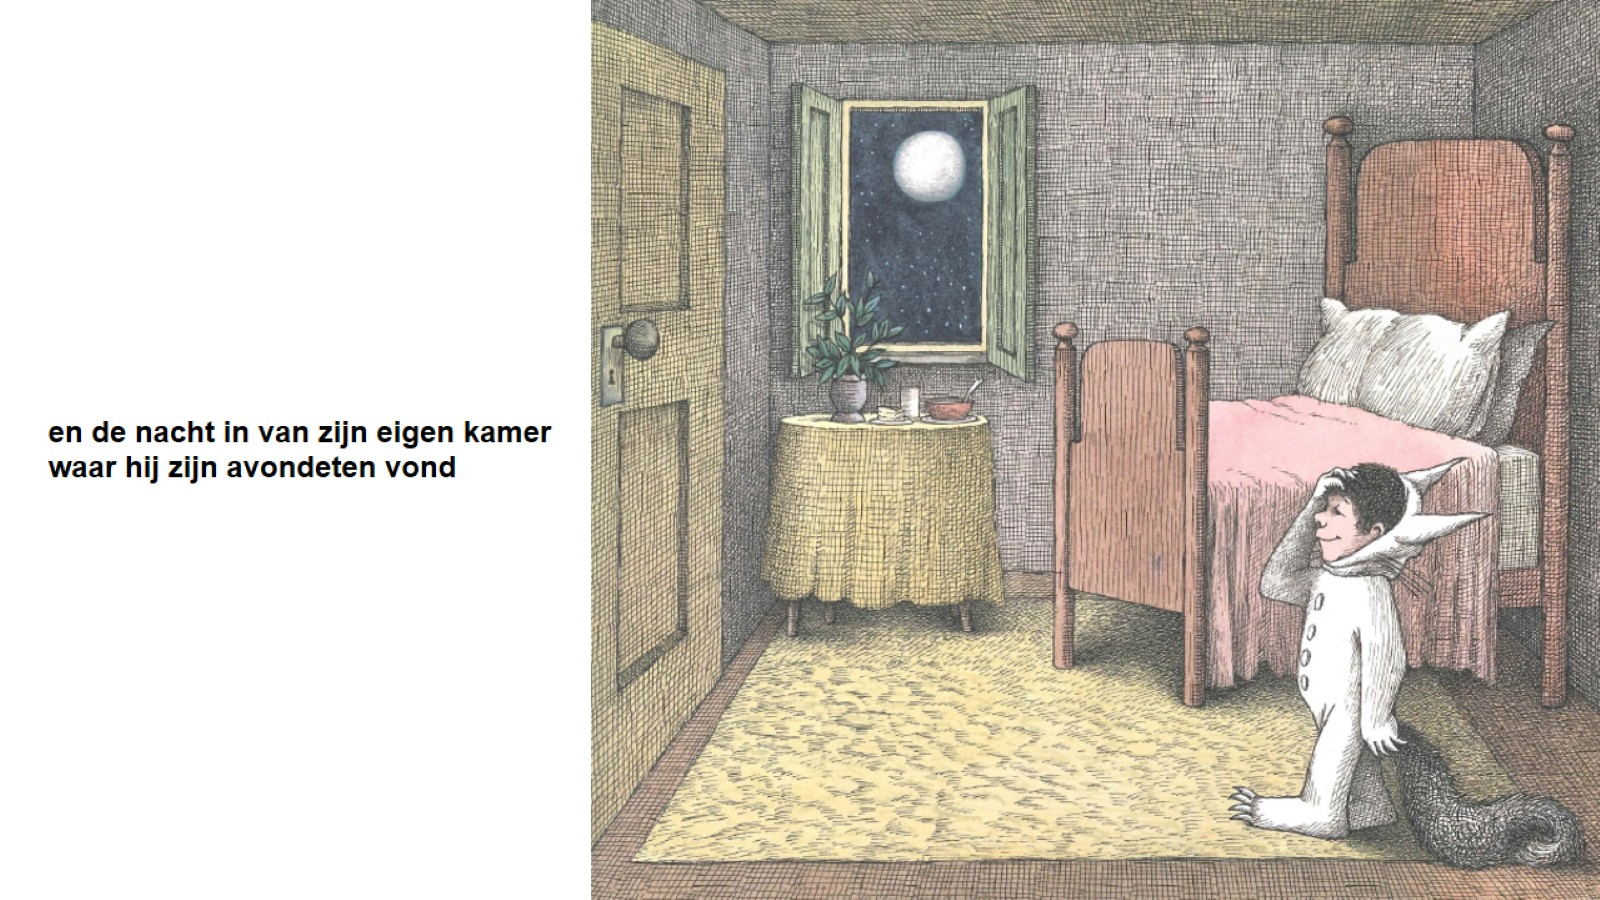 en de nacht in van zijn eigen kamer
waar hij zijn avondeten vond